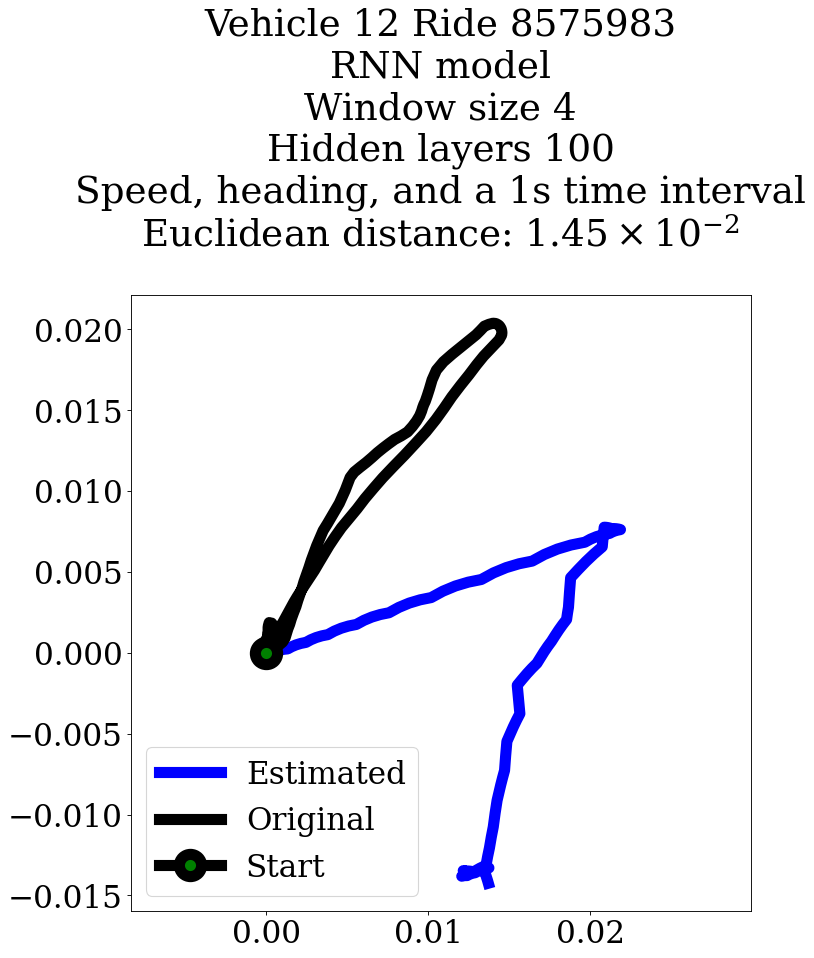 Vehicle 12 Ride 8575983
RNN model
Window size 4
Hidden layers 100
Speed, heading, and a 1s time interval
Euclidean distance: 1.45 × 10⁻²
0.020
0.015
0.010
0.005
0.000
−0.005
−0.010
−0.015
Estimated
Original
Start
0.00 0.01 0.02